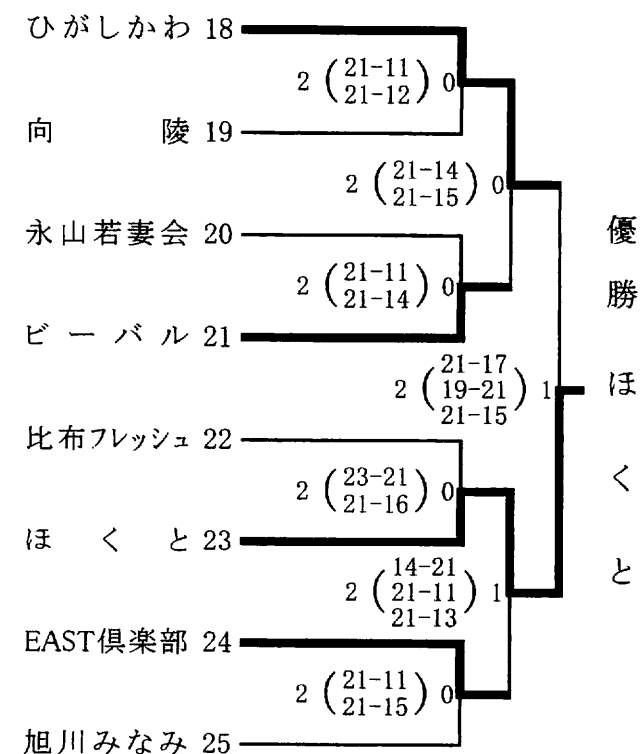 ひがしかわ 18
2 (21-11 21-12) 0
向陵 19
2 (21-14 21-15) 0
永山若妻会 20
2 (21-11 21-14) 0
ビーバル 21
2 (21-17 19-21 21-15) 1
比布フレッシュ 22
2 (23-21 21-16) 0
ほくと 23
2 (14-21 21-11 21-13) 1
EAST倶楽部 24
2 (21-11 21-15) 0
旭川みなみ 25
優勝 ほくと